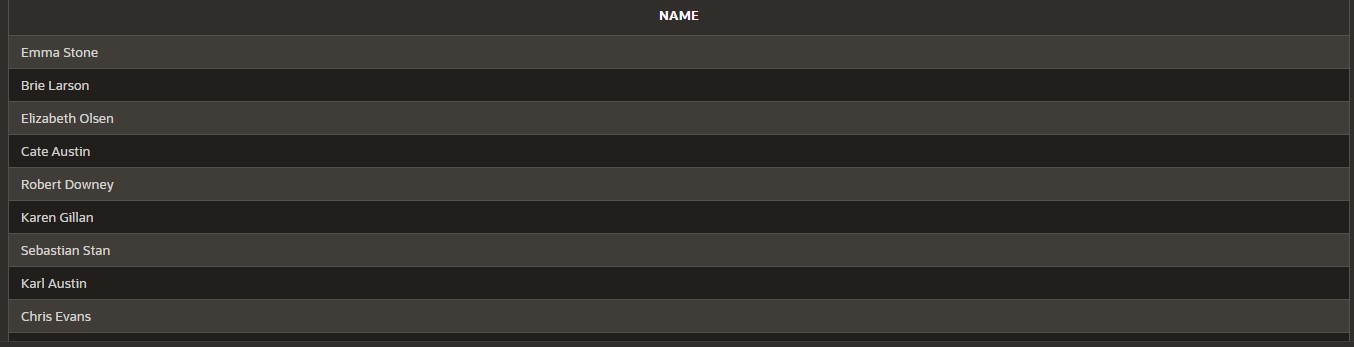 NAME
Emma Stone
Brie Larson
Elizabeth Olsen
Cate Austin
Robert Downey
Karen Gillan
Sebastian Stan
Karl Austin
Chris Evans